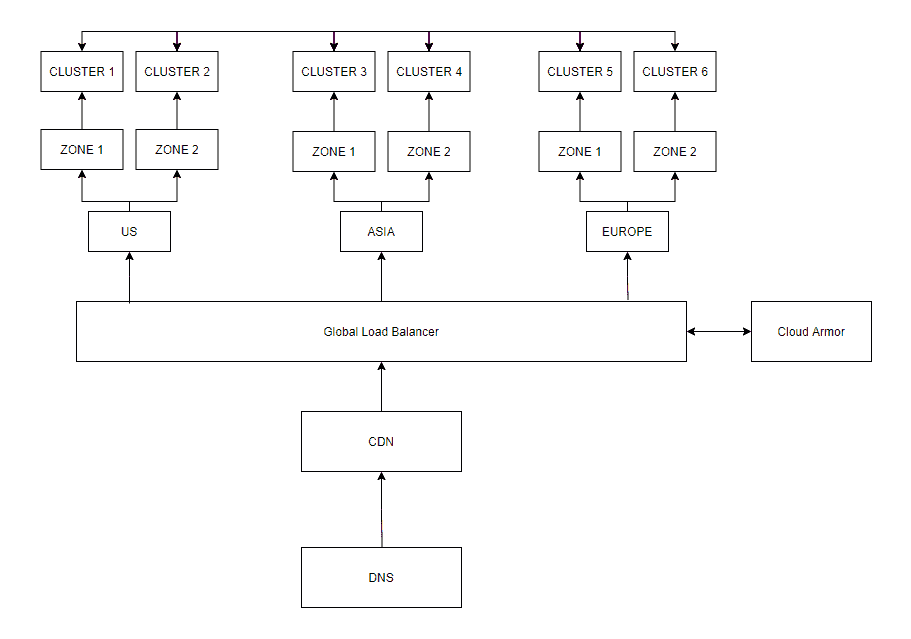 CLUSTER 1
CLUSTER 2
CLUSTER 3
CLUSTER 4
CLUSTER 5
CLUSTER 6
ZONE 1
ZONE 2
ZONE 1
ZONE 2
ZONE 1
ZONE 2
US
ASIA
EUROPE
Global Load Balancer
Cloud Armor
CDN
DNS